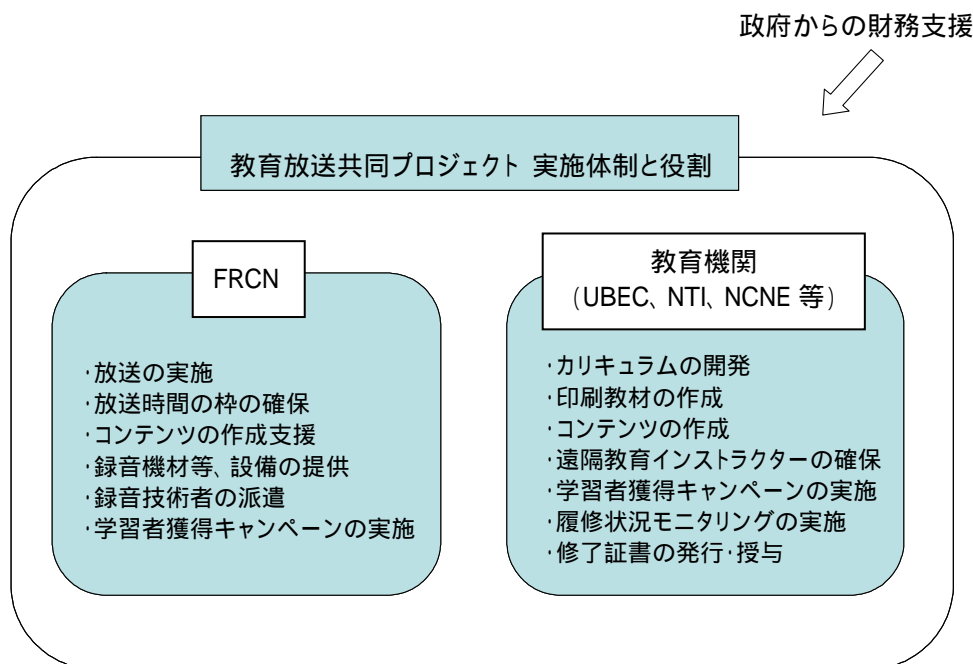 政府からの財務支援
教育放送共同プロジェクト 実施体制と役割
FRCN
・放送の実施
・放送時間の枠の確保
・コンテンツの作成支援
・録音機材等、設備の提供
・録音技術者の派遣
・学習者獲得キャンペーンの実施
教育機関
（UBEC、NTI、NCNE 等）
・カリキュラムの開発
・印刷教材の作成
・コンテンツの作成
・遠隔教育インストラクターの確保
・学習者獲得キャンペーンの実施
・履修状況モニタリングの実施
・修了証書の発行・授与